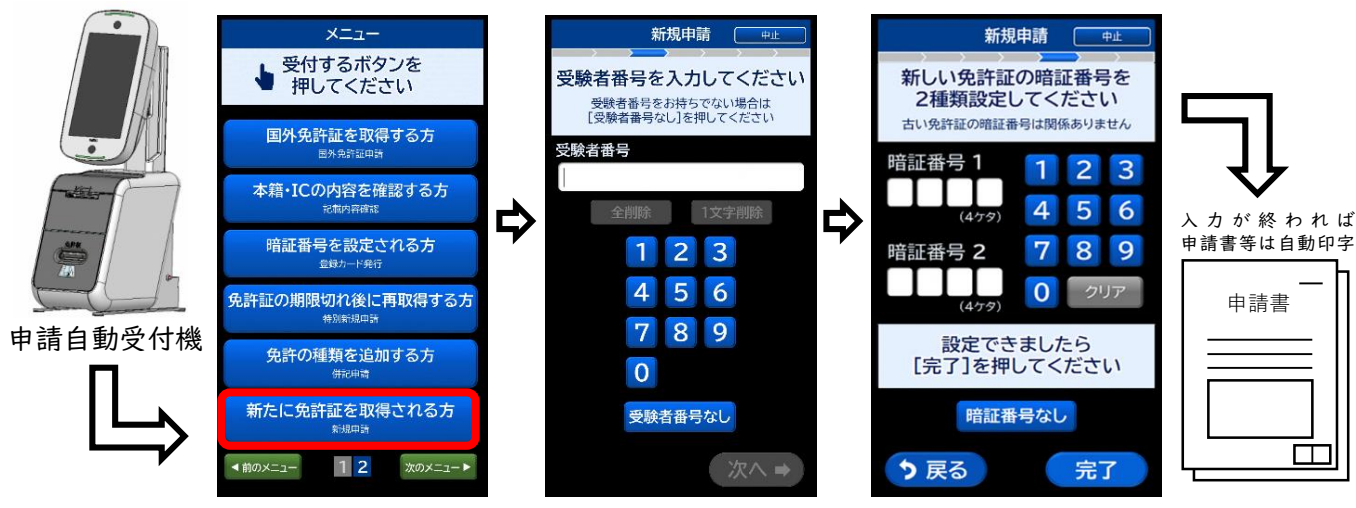 申請自動受付機
メニュー
受付するボタンを
押してください
国外免許証を取得する方
国外免許証申請
本籍・ICの内容を確認する方
記載内容確認
暗証番号を設定される方
登録カード発行
免許証の期限切れ後に再取得する方
特別新規申請
免許の種類を追加する方
併記申請
新たに免許証を取得される方
新規申請
◀前のメニュー 1 2 次のメニュー▶
新規申請 中止
受験者番号を入力してください
受験者番号をお持ちでない場合は
[受験者番号なし]を押してください
受験者番号
全削除 1文字削除
1 2 3
4 5 6
7 8 9
0
受験者番号なし
次へ
新規申請 中止
新しい免許証の暗証番号を
2種類設定してください
古い免許証の暗証番号は関係ありません
暗証番号 1
(4ケタ)
暗証番号 2
(4ケタ)
1 2 3
4 5 6
7 8 9
0 クリア
設定できましたら
[完了]を押してください
暗証番号なし
戻る 完了
入力が終われば
申請書等は自動印字
申請書